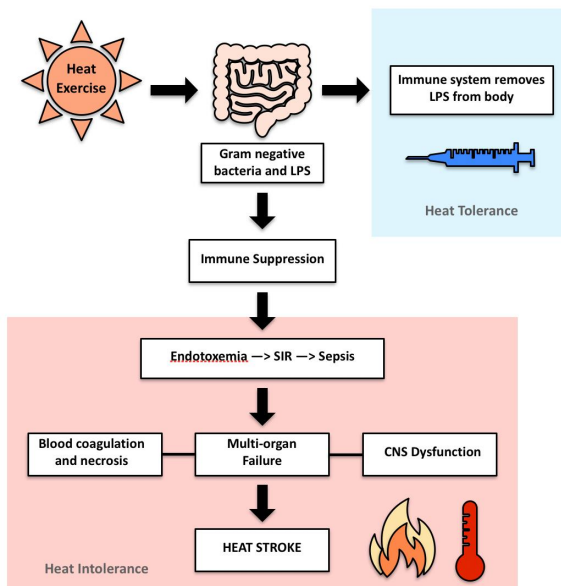 Heat
Exercise
Immune system removes
LPS from body
Gram negative
bacteria and LPS
Heat Tolerance
Immune Suppression
Endotoxemia —> SIR —> Sepsis
Blood coagulation
and necrosis
Multi-organ
Failure
CNS Dysfunction
HEAT STROKE
Heat Intolerance